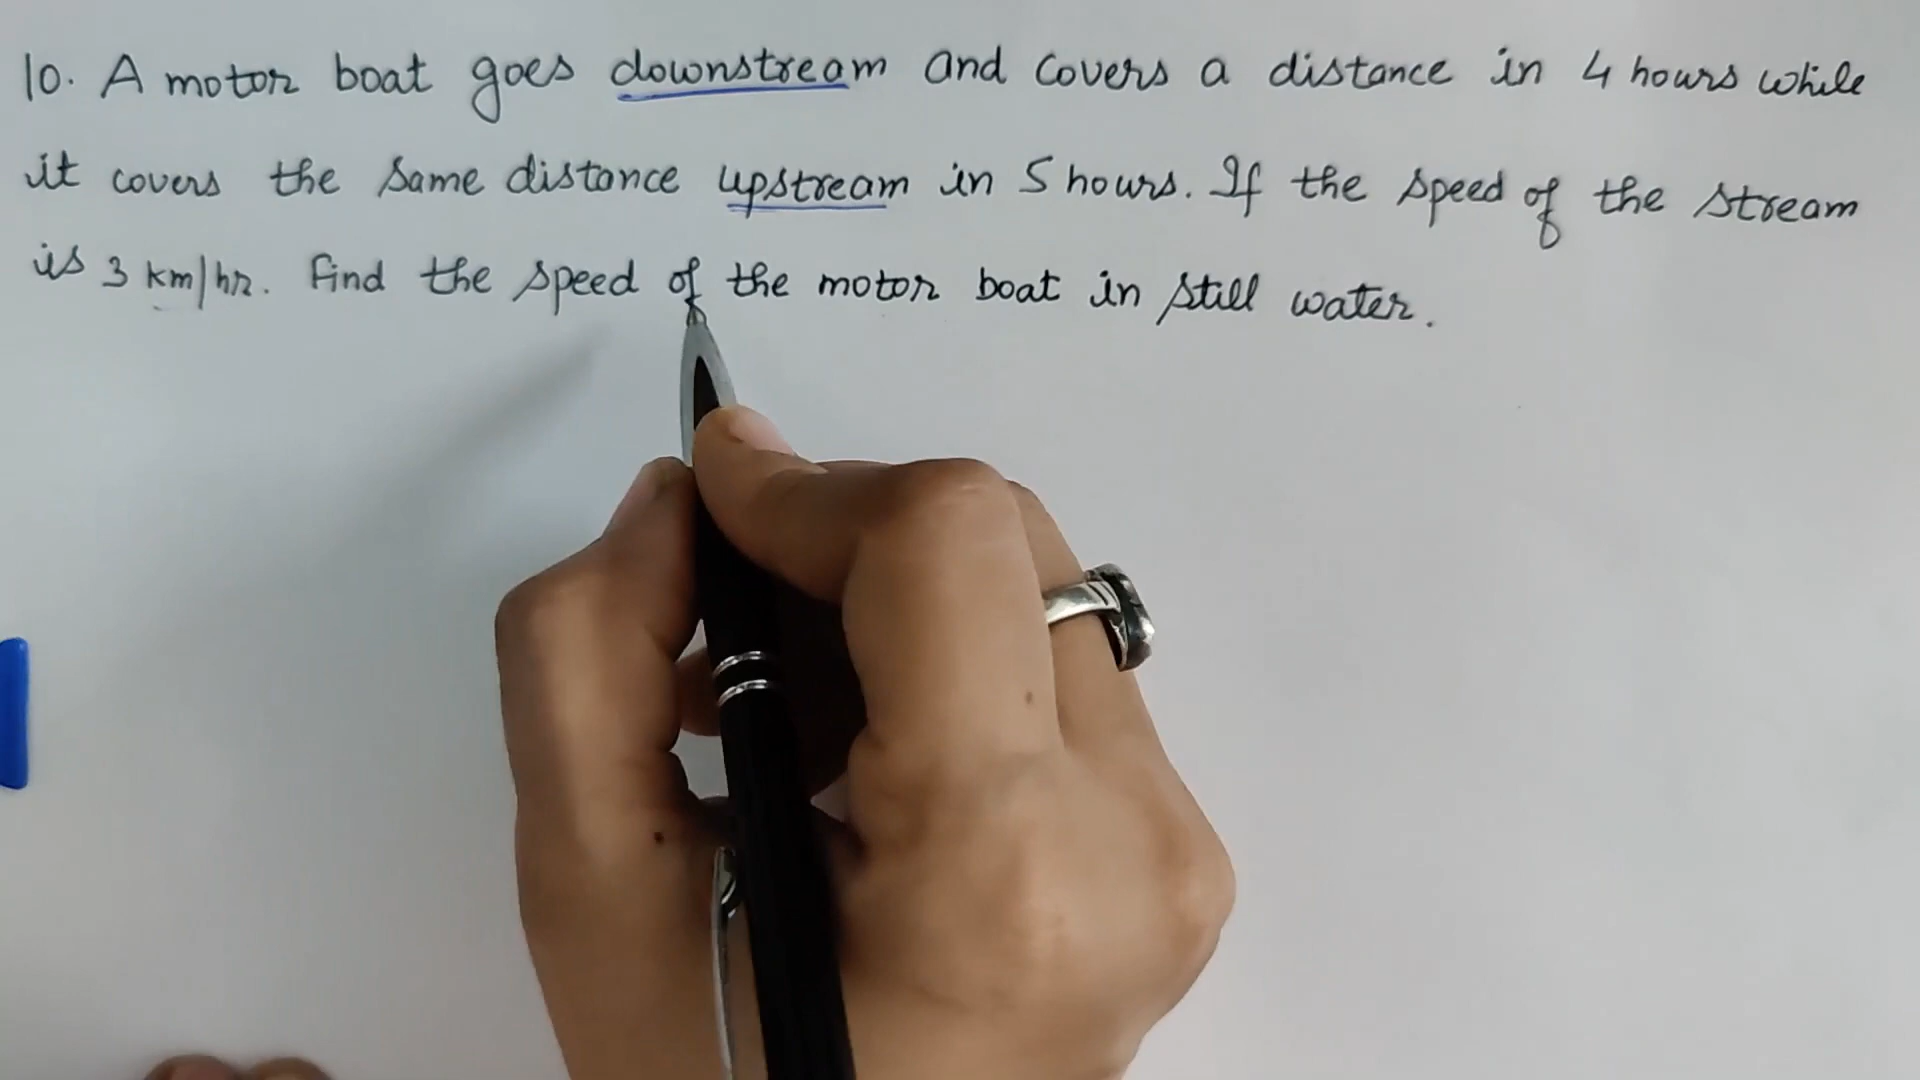 10. A motor boat goes downstream and covers a distance in 4 hours while
it covers the same distance upstream in 5 hours. If the speed of the stream
is 3 km/hr. Find the speed of the motor boat in still water.